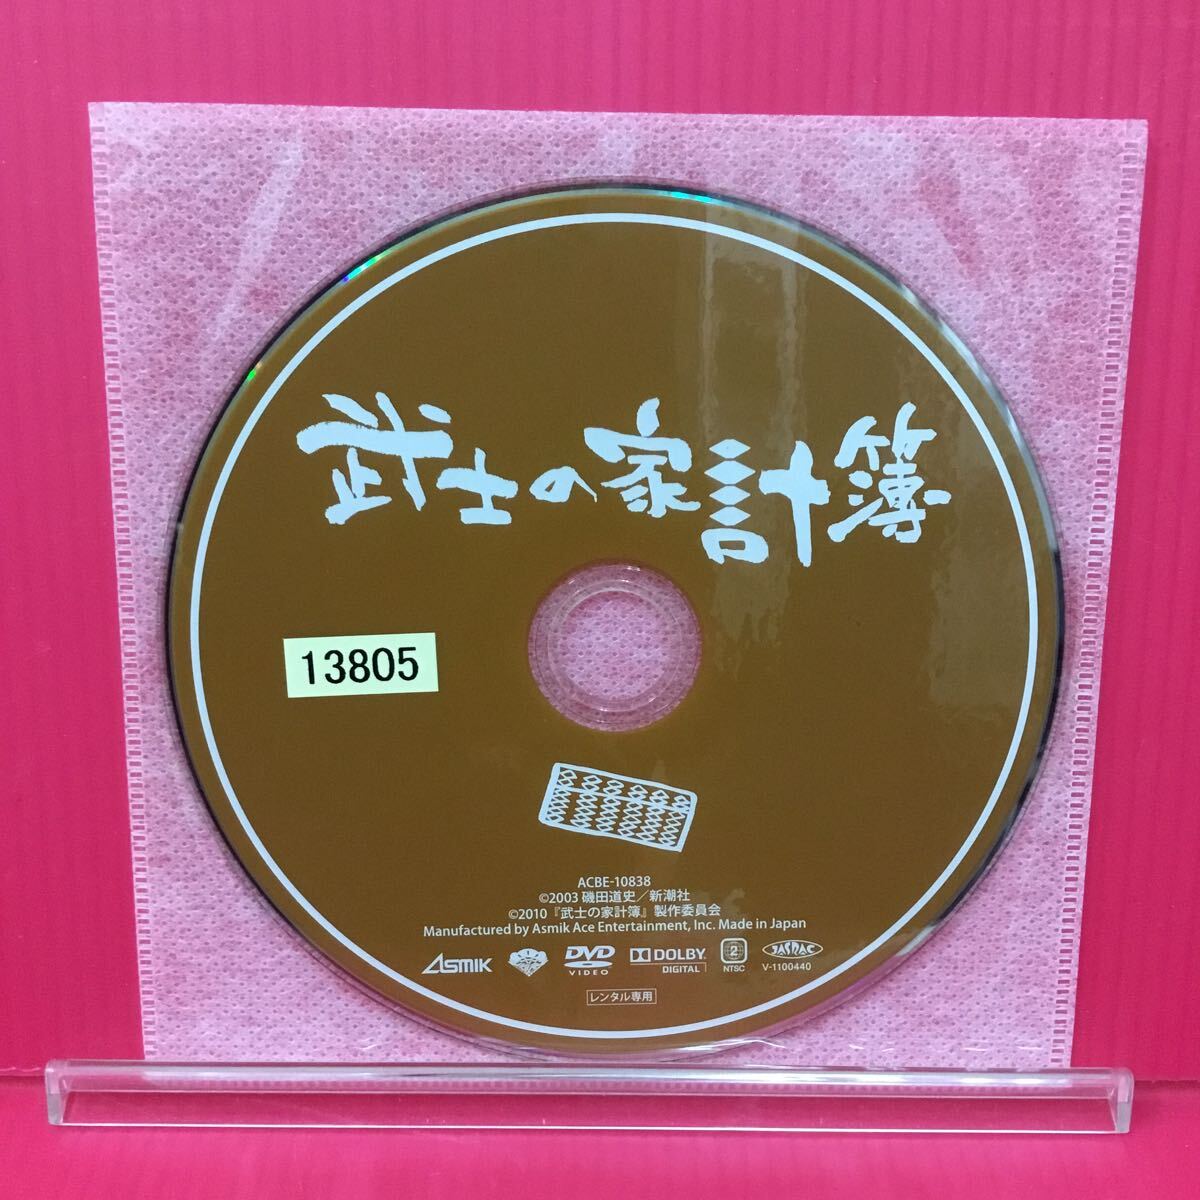 武士の家計簿
13805
ACBE-10838
©2003 磯田道史／新潮社
©2010『武士の家計簿』製作委員会
Manufactured by Asmik Ace Entertainment, Inc. Made in Japan
ASMIK DVD VIDEO DOLBY DIGITAL 2 NTSC JASRAC V-1100440
レンタル専用